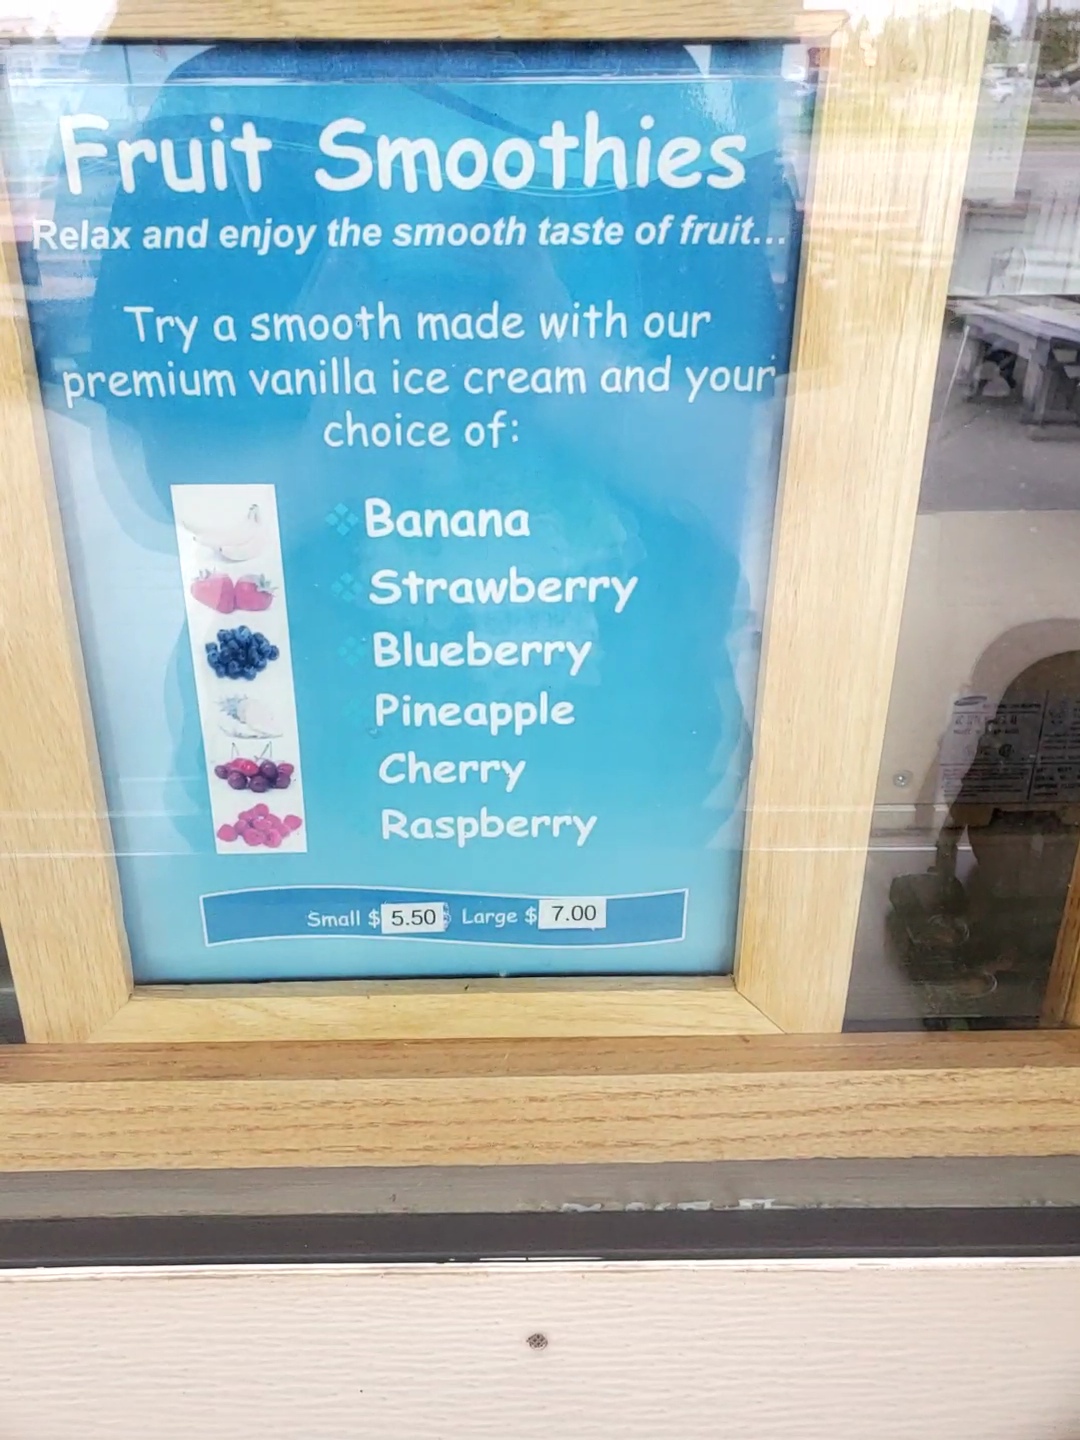 Fruit Smoothies
Relax and enjoy the smooth taste of fruit...
Try a smooth made with our
premium vanilla ice cream and your
choice of:
Banana
Strawberry
Blueberry
Pineapple
Cherry
Raspberry
Small $ 5.50 Large $ 7.00